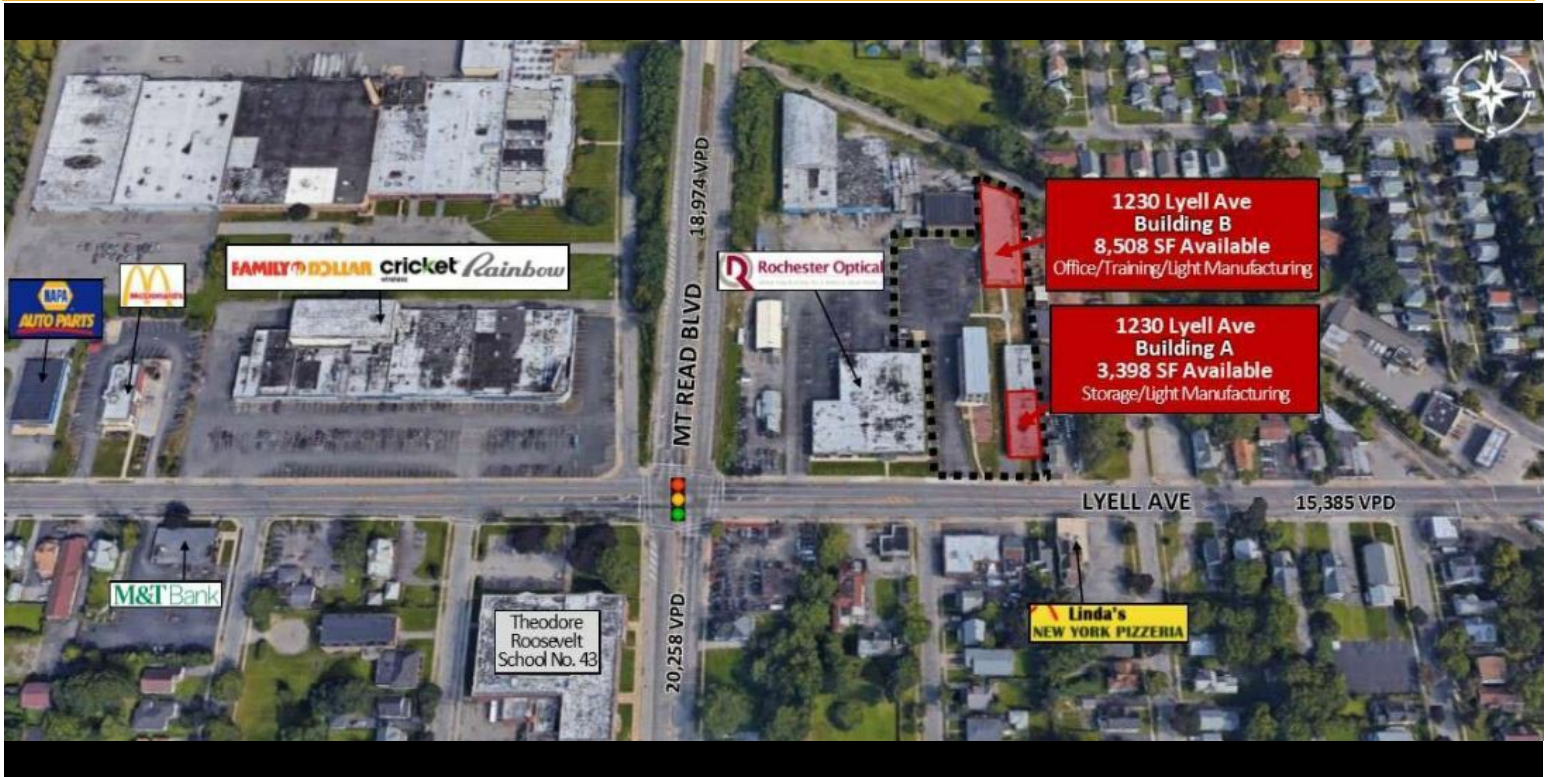 N
E
S
W
18,974 VPD
1230 Lyell Ave
Building B
8,508 SF Available
Office/Training/Light Manufacturing
FAMILY DOLLAR cricket Rainbow
wireless
Rochester Optical
NAPA
AUTO PARTS
McDonald's
MT READ BLVD
1230 Lyell Ave
Building A
3,398 SF Available
Storage/Light Manufacturing
LYELL AVE
15,385 VPD
M&T Bank
Theodore
Roosevelt
School No. 43
20,258 VPD
Linda's
NEW YORK PIZZERIA